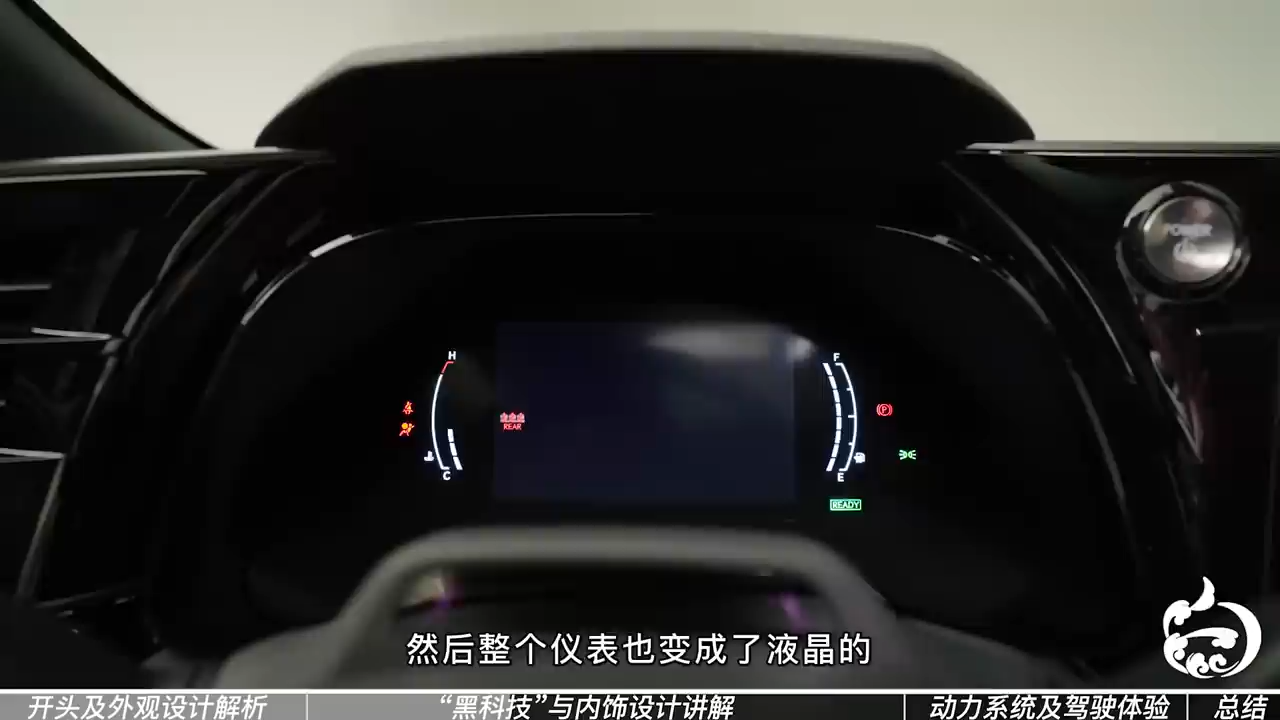 POWER
H
F
REAR
C
E
READY
然后整个仪表也变成了液晶的
开头及外观设计解析
“黑科技”与内饰设计讲解
动力系统及驾驶体验
总结